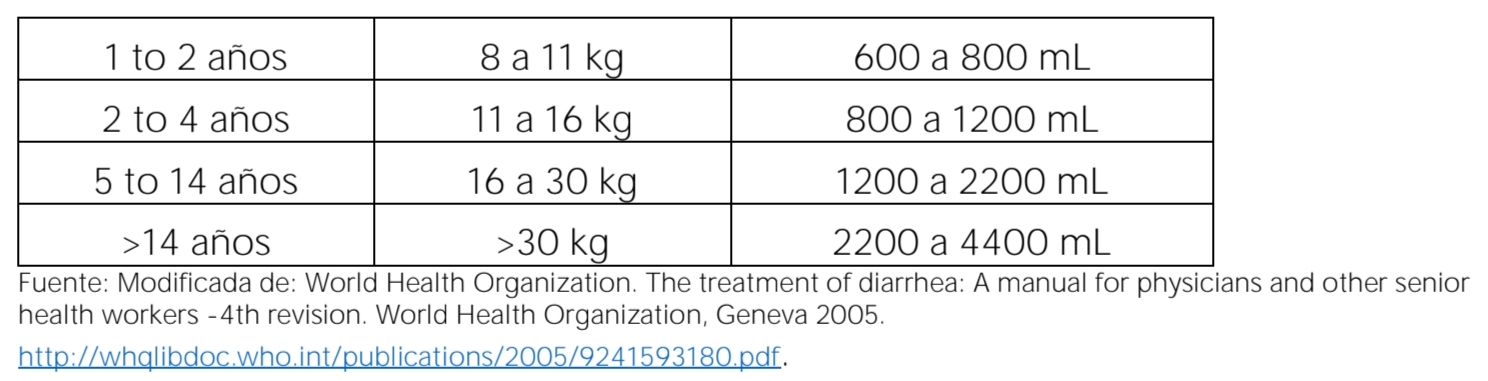 1 to 2 años 8 a 11 kg 600 a 800 mL
2 to 4 años 11 a 16 kg 800 a 1200 mL
5 to 14 años 16 a 30 kg 1200 a 2200 mL
>14 años >30 kg 2200 a 4400 mL
Fuente: Modificada de: World Health Organization. The treatment of diarrhea: A manual for physicians and other senior
health workers -4th revision. World Health Organization, Geneva 2005.
http://whqlibdoc.who.int/publications/2005/9241593180.pdf.